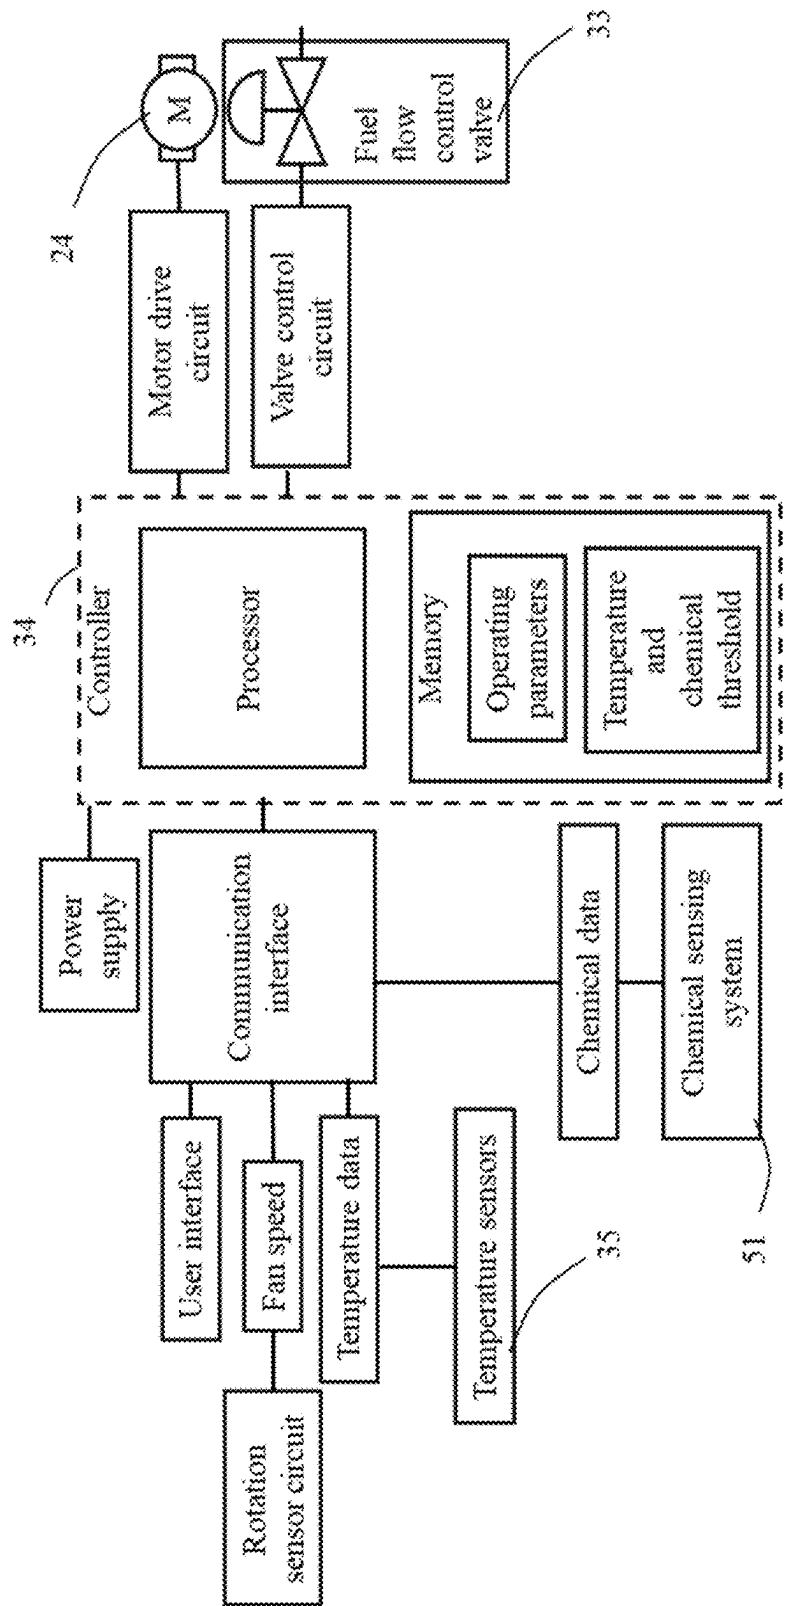 Rotation
sensor circuit
User interface
Fan speed
Temperature data
Temperature sensors
35
Power
supply
Communication
interface
Chemical data
Chemical sensing
system
51
34
Controller
Processor
Memory
Operating
parameters
Temperature
and
chemical
threshold
Motor drive
circuit
Valve control
circuit
24
M
Fuel
flow
control
valve
33